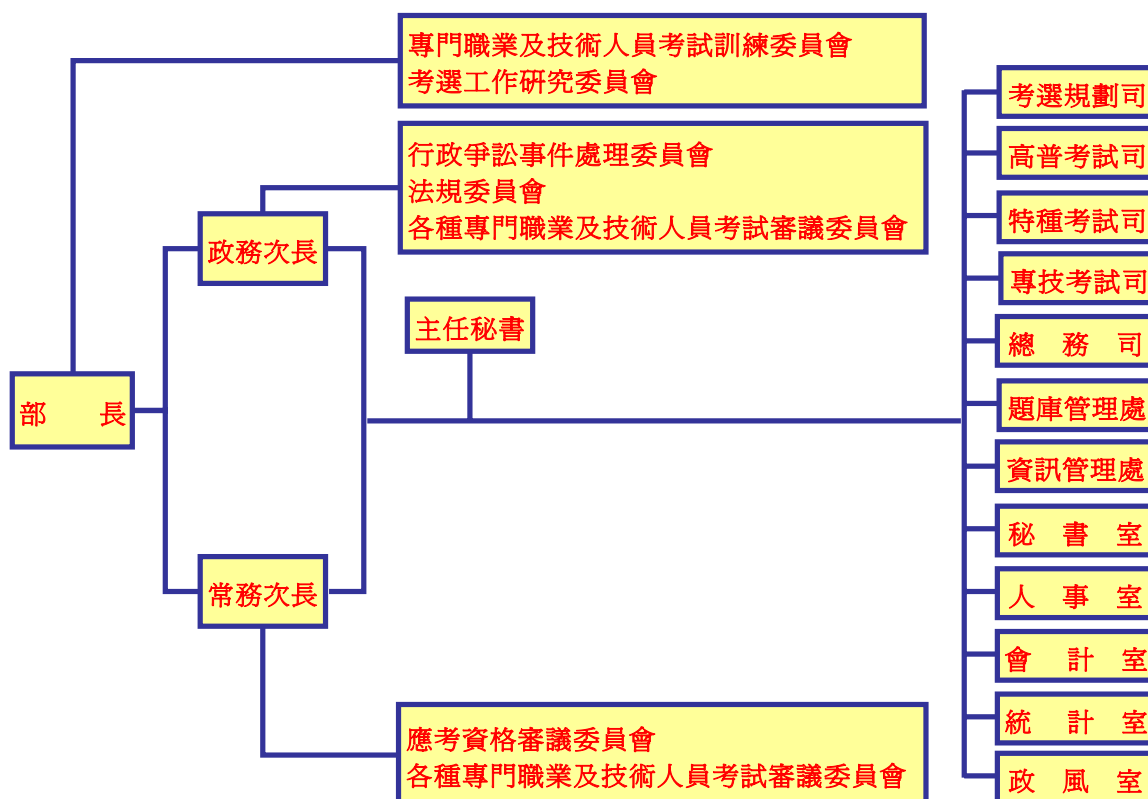 專門職業及技術人員考試訓練委員會
考選工作研究委員會
行政爭訟事件處理委員會
法規委員會
各種專門職業及技術人員考試審議委員會
政務次長
主任秘書
部長
常務次長
應考資格審議委員會
各種專門職業及技術人員考試審議委員會
考選規劃司
高普考試司
特種考試司
專技考試司
總務司
題庫管理處
資訊管理處
秘書室
人事室
會計室
統計室
政風室